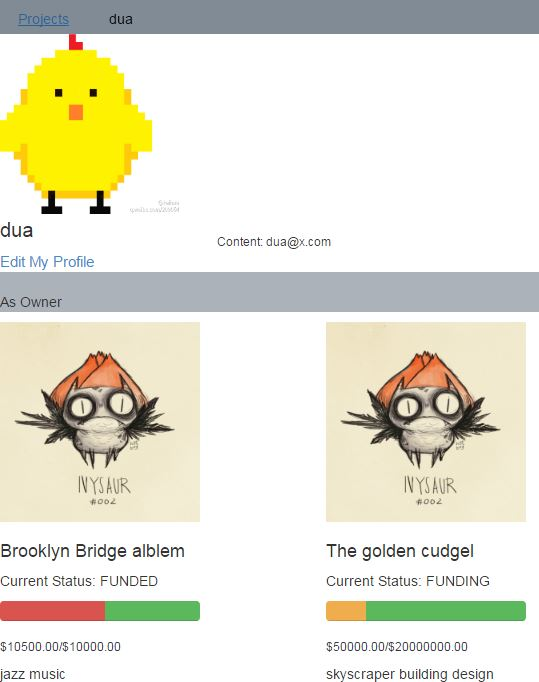 Projects dua
dua
Content: dua@x.com
Edit My Profile
As Owner
IVYSAUR
#002
IVYSAUR
#002
Brooklyn Bridge alblem
The golden cudgel
Current Status: FUNDED
Current Status: FUNDING
$10500.00/$10000.00
$50000.00/$20000000.00
jazz music
skyscraper building design